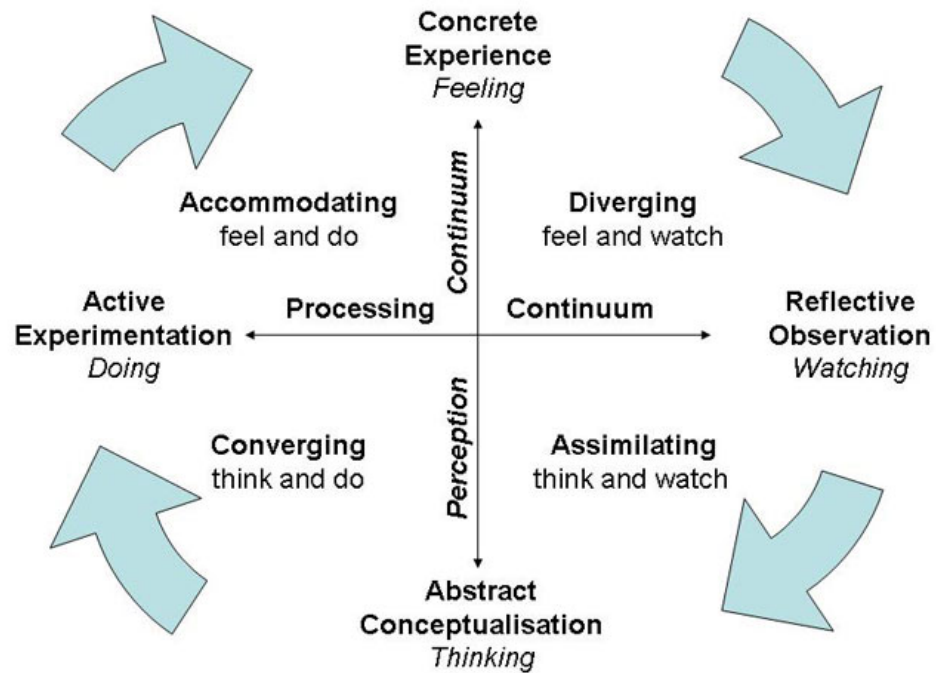 Concrete
Experience
Feeling
Accommodating
feel and do
Diverging
feel and watch
Continuum
Active
Experimentation
Doing
Processing
Continuum
Reflective
Observation
Watching
Converging
think and do
Perception
Assimilating
think and watch
Abstract
Conceptualisation
Thinking